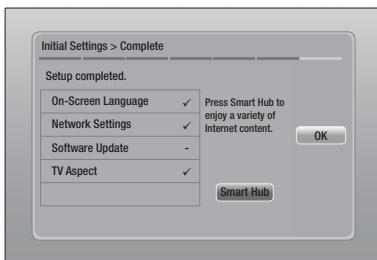 Initial Settings > Complete
Setup completed.
On-Screen Language ✓
Network Settings ✓
Software Update -
TV Aspect ✓
Press Smart Hub to
enjoy a variety of
Internet content.
Smart Hub
OK